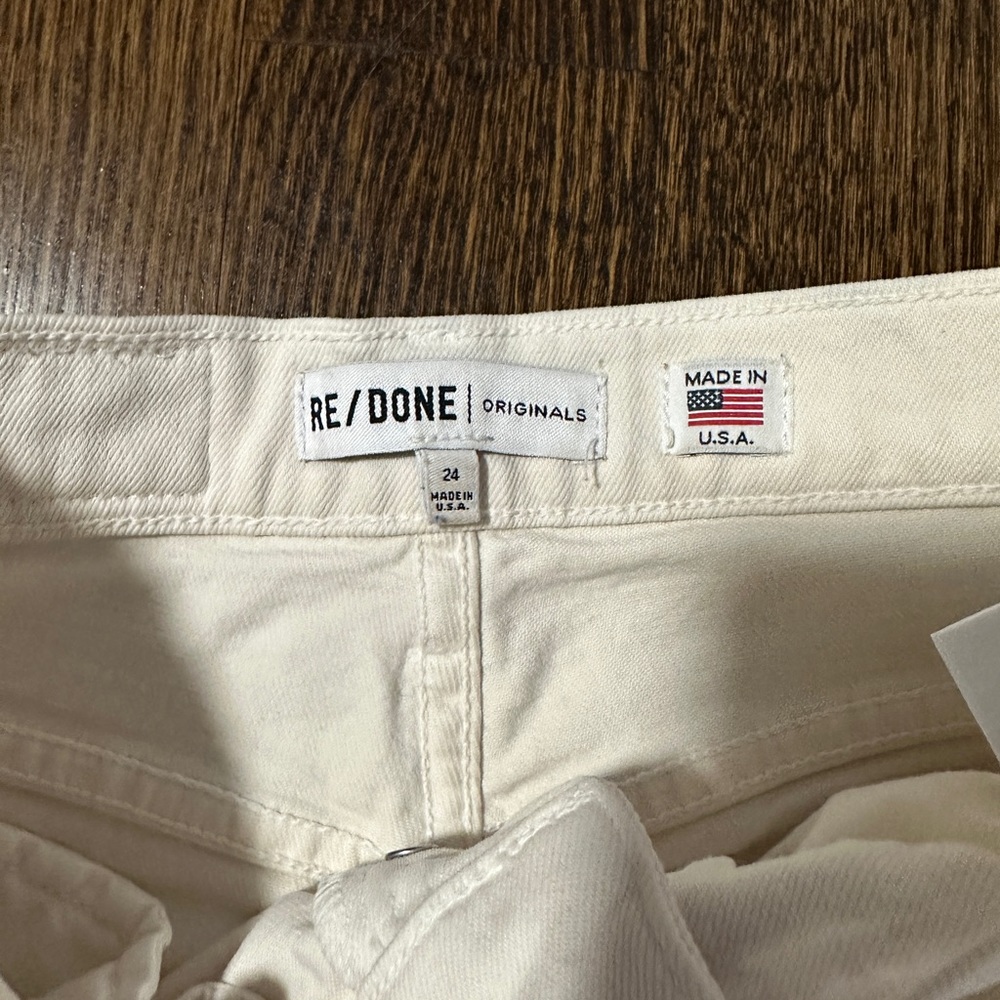 RE/DONE | ORIGINALS
MADE IN
U.S.A.
24
MADE IN
U.S.A.